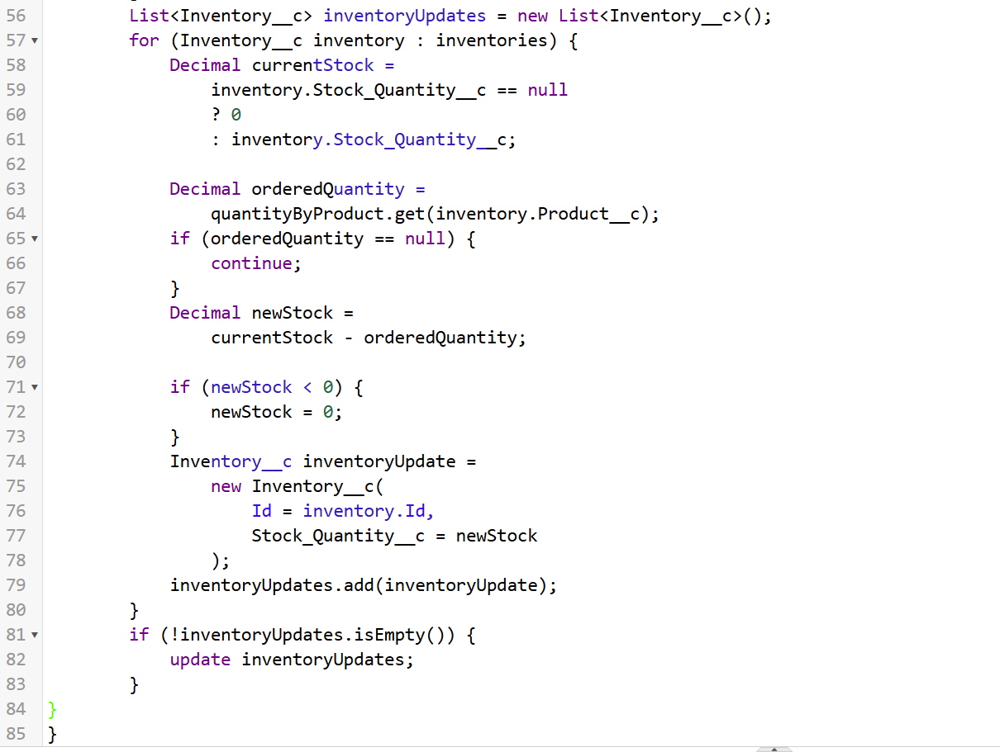 56 List<Inventory__c> inventoryUpdates = new List<Inventory__c>();
57 for (Inventory__c inventory : inventories) {
58 Decimal currentStock =
59 inventory.Stock_Quantity__c == null
60 ? 0
61 : inventory.Stock_Quantity__c;
62
63 Decimal orderedQuantity =
64 quantityByProduct.get(inventory.Product__c);
65 if (orderedQuantity == null) {
66 continue;
67 }
68 Decimal newStock =
69 currentStock - orderedQuantity;
70
71 if (newStock < 0) {
72 newStock = 0;
73 }
74 Inventory__c inventoryUpdate =
75 new Inventory__c(
76 Id = inventory.Id,
77 Stock_Quantity__c = newStock
78 );
79 inventoryUpdates.add(inventoryUpdate);
80 }
81 if (!inventoryUpdates.isEmpty()) {
82 update inventoryUpdates;
83 }
84 }
85 }